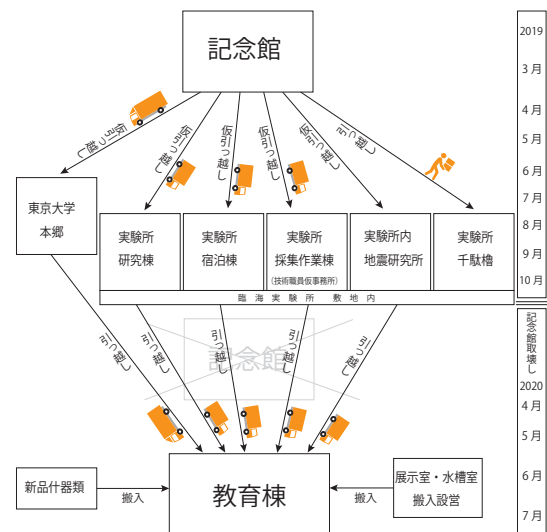 記念館
仮引っ越し
仮引っ越し
仮引っ越し
仮引っ越し
仮引っ越し
引っ越し
東京大学
本郷
実験所
研究棟
実験所
宿泊棟
実験所
採集作業棟
(技術職員仮事務所)
実験所内
地震研究所
実験所
千駄櫓
臨海実験所 敷地内
記念館
引っ越し
引っ越し
引っ越し
引っ越し
引っ越し
新品什器類
搬入
教育棟
搬入
展示室・水槽室
搬入設営
2019
3月
4月
5月
6月
7月
8月
9月
10月
記念館取壊し
2020
4月
5月
6月
7月